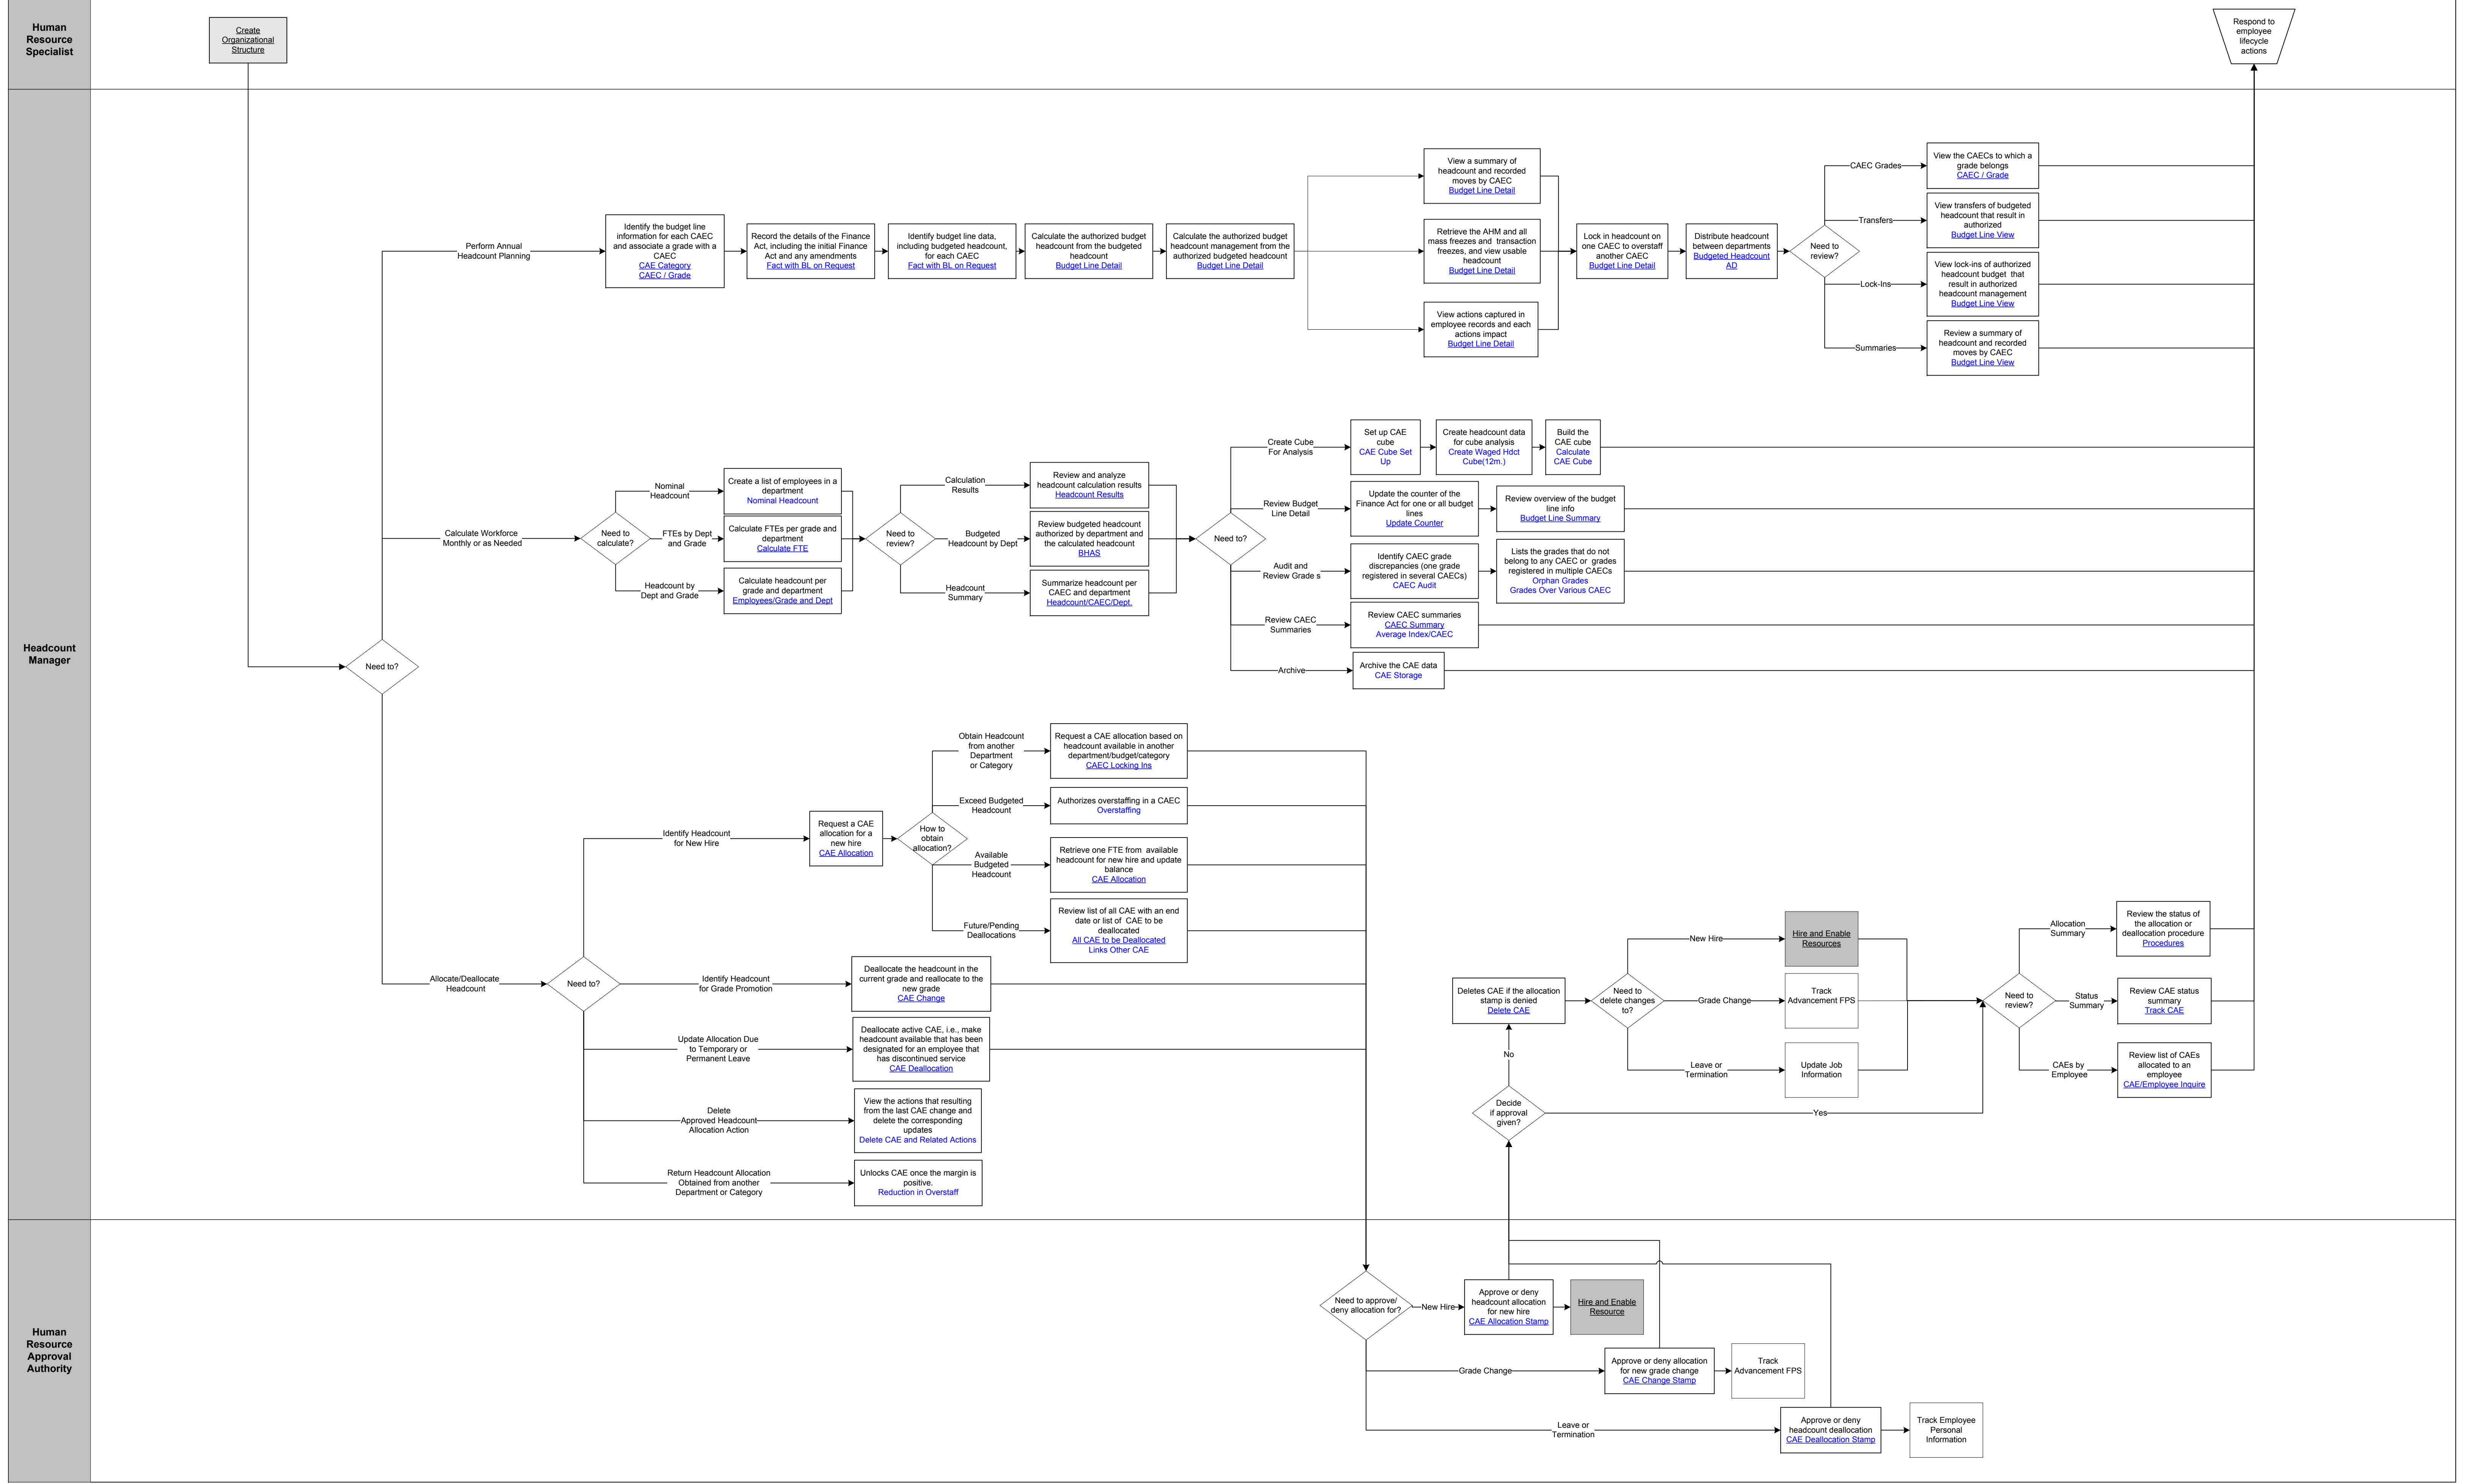 Human
Resource
Specialist
Create
Organizational
Structure
Respond to
employee
lifecycle
actions
Headcount
Manager
Need to?
Perform Annual
Headcount Planning
Identify the budget line
information for each CAEC
and associate a grade with a
CAEC
CAE Category
CAEC / Grade
Record the details of the Finance
Act, including the initial Finance
Act and any amendments
Fact with BL on Request
Identify budget line data,
including budgeted headcount,
for each CAEC
Fact with BL on Request
Calculate the authorized budget
headcount from the budgeted
headcount
Budget Line Detail
Calculate the authorized budget
headcount management from the
authorized budgeted headcount
Budget Line Detail
View a summary of
headcount and recorded
moves by CAEC
Budget Line Detail
Retrieve the AHM and all
mass freezes and transaction
freezes, and view usable
headcount
Budget Line Detail
View actions captured in
employee records and each
actions impact
Budget Line Detail
Lock in headcount on
one CAEC to overstaff
another CAEC
Budget Line Detail
Distribute headcount
between departments
Budgeted Headcount
AD
Need to
review?
CAEC Grades
View the CAECs to which a
grade belongs
CAEC / Grade
Transfers
View transfers of budgeted
headcount that result in
authorized
Budget Line View
Lock-Ins
View lock-ins of authorized
headcount budget that
result in authorized
headcount management
Budget Line View
Summaries
Review a summary of
headcount and recorded
moves by CAEC
Budget Line View
Calculate Workforce
Monthly or as Needed
Need to
calculate?
Nominal
Headcount
Create a list of employees in a
department
Nominal Headcount
FTEs by Dept
and Grade
Calculate FTEs per grade and
department
Calculate FTE
Headcount by
Dept and Grade
Calculate headcount per
grade and department
Employees/Grade and Dept
Need to
review?
Calculation
Results
Review and analyze
headcount calculation results
Headcount Results
Budgeted
Headcount by Dept
Review budgeted headcount
authorized by department and
the calculated headcount
BHAS
Headcount
Summary
Summarize headcount per
CAEC and department
Headcount/CAEC/Dept.
Need to?
Create Cube
For Analysis
Set up CAE
cube
CAE Cube Set
Up
Create headcount data
for cube analysis
Create Waged Hdct
Cube(12m.)
Build the
CAE cube
Calculate
CAE Cube
Review Budget
Line Detail
Update the counter of the
Finance Act for one or all budget
lines
Update Counter
Review overview of the budget
line info
Budget Line Summary
Audit and
Review Grade s
Identify CAEC grade
discrepancies (one grade
registered in several CAECs)
CAEC Audit
Lists the grades that do not
belong to any CAEC or grades
registered in multiple CAECs
Orphan Grades
Grades Over Various CAEC
Review CAEC
Summaries
Review CAEC summaries
CAEC Summary
Average Index/CAEC
Archive
Archive the CAE data
CAE Storage
Allocate/Deallocate
Headcount
Need to?
Identify Headcount
for New Hire
Request a CAE
allocation for a
new hire
CAE Allocation
How to
obtain
allocation?
Obtain Headcount
from another
Department
or Category
Request a CAE allocation based on
headcount available in another
department/budget/category
CAEC Locking Ins
Exceed Budgeted
Headcount
Authorizes overstaffing in a CAEC
Overstaffing
Available
Budgeted
Headcount
Retrieve one FTE from available
headcount for new hire and update
balance
CAE Allocation
Future/Pending
Deallocations
Review list of all CAE with an end
date or list of CAE to be
deallocated
All CAE to be Deallocated
Links Other CAE
Identify Headcount
for Grade Promotion
Deallocate the headcount in the
current grade and reallocate to the
new grade
CAE Change
Update Allocation Due
to Temporary or
Permanent Leave
Deallocate active CAE, i.e., make
headcount available that has been
designated for an employee that
has discontinued service
CAE Deallocation
Delete
Approved Headcount
Allocation Action
View the actions that resulting
from the last CAE change and
delete the corresponding
updates
Delete CAE and Related Actions
Return Headcount Allocation
Obtained from another
Department or Category
Unlocks CAE once the margin is
positive.
Reduction in Overstaff
Deletes CAE if the allocation
stamp is denied
Delete CAE
Need to
delete changes
to?
New Hire
Hire and Enable
Resources
Grade Change
Track
Advancement FPS
Leave or
Termination
Update Job
Information
No
Decide
if approval
given?
Yes
Need to
review?
Allocation
Summary
Review the status of
the allocation or
deallocation procedure
Procedures
Status
Summary
Review CAE status
summary
Track CAE
CAEs by
Employee
Review list of CAEs
allocated to an
employee
CAE/Employee Inquire
Human
Resource
Approval
Authority
Need to approve/
deny allocation for?
New Hire
Approve or deny
headcount allocation
for new hire
CAE Allocation Stamp
Hire and Enable
Resource
Grade Change
Approve or deny allocation
for new grade change
CAE Change Stamp
Track
Advancement FPS
Leave or
Termination
Approve or deny
headcount deallocation
CAE Deallocation Stamp
Track Employee
Personal
Information